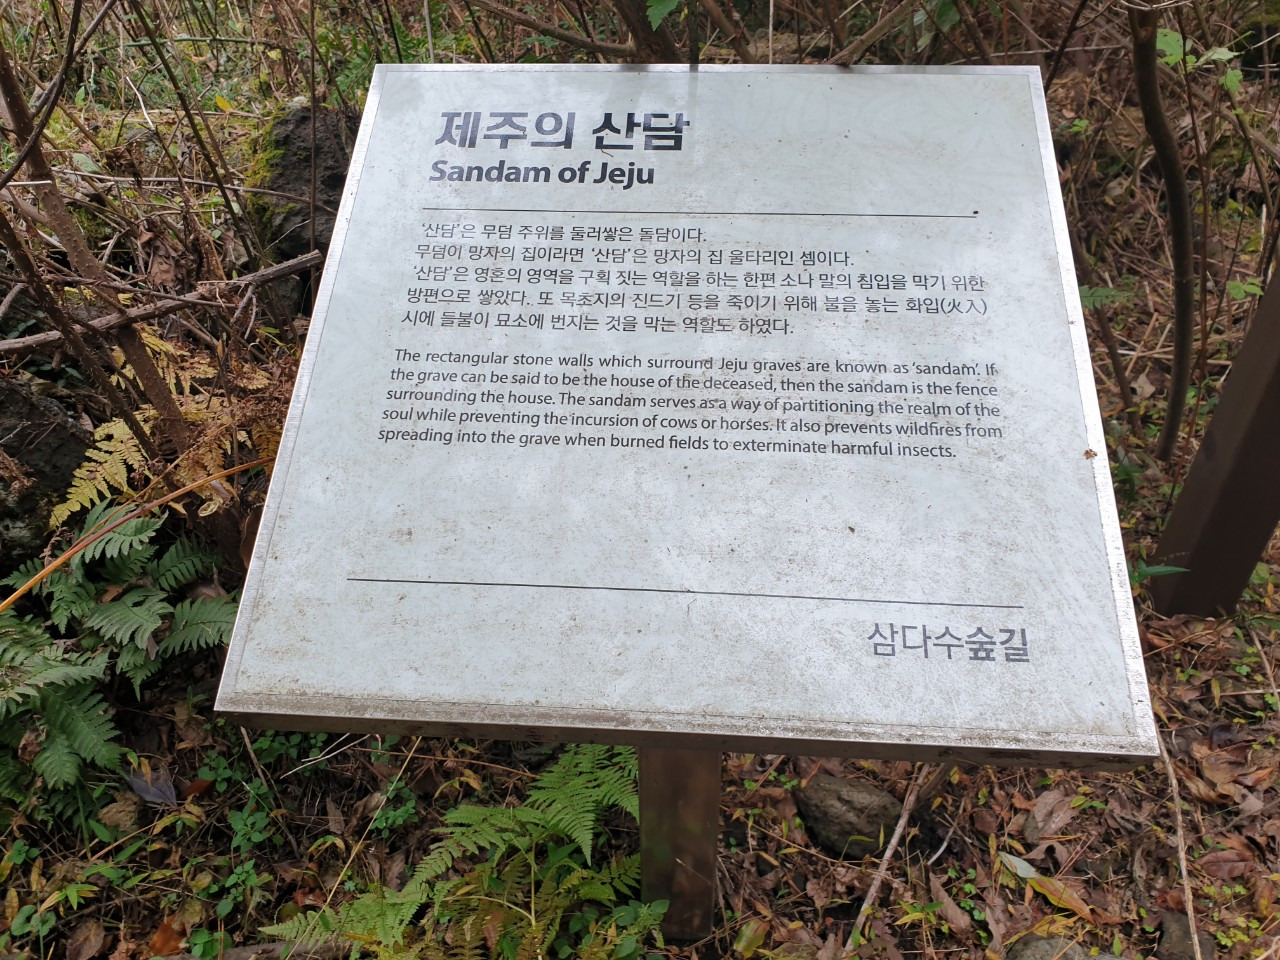 제주의 산담
Sandam of Jeju
'산담'은 무덤 주위를 둘러쌓은 돌담이다.
무덤이 망자의 집이라면 '산담'은 망자의 집 울타리인 셈이다.
'산담'은 영혼의 영역을 구획 짓는 역할을 하는 한편 소나 말의 침입을 막기 위한
방편으로 쌓았다. 또 목초지의 진드기 등을 죽이기 위해 불을 놓는 화입(火入)
시에 들불이 묘소에 번지는 것을 막는 역할도 하였다.
The rectangular stone walls which surround Jeju graves are known as 'sandam'. If
the grave can be said to be the house of the deceased, then the sandam is the fence
surrounding the house. The sandam serves as a way of partitioning the realm of the
soul while preventing the incursion of cows or horses. It also prevents wildfires from
spreading into the grave when burned fields to exterminate harmful insects.
삼다수숲길